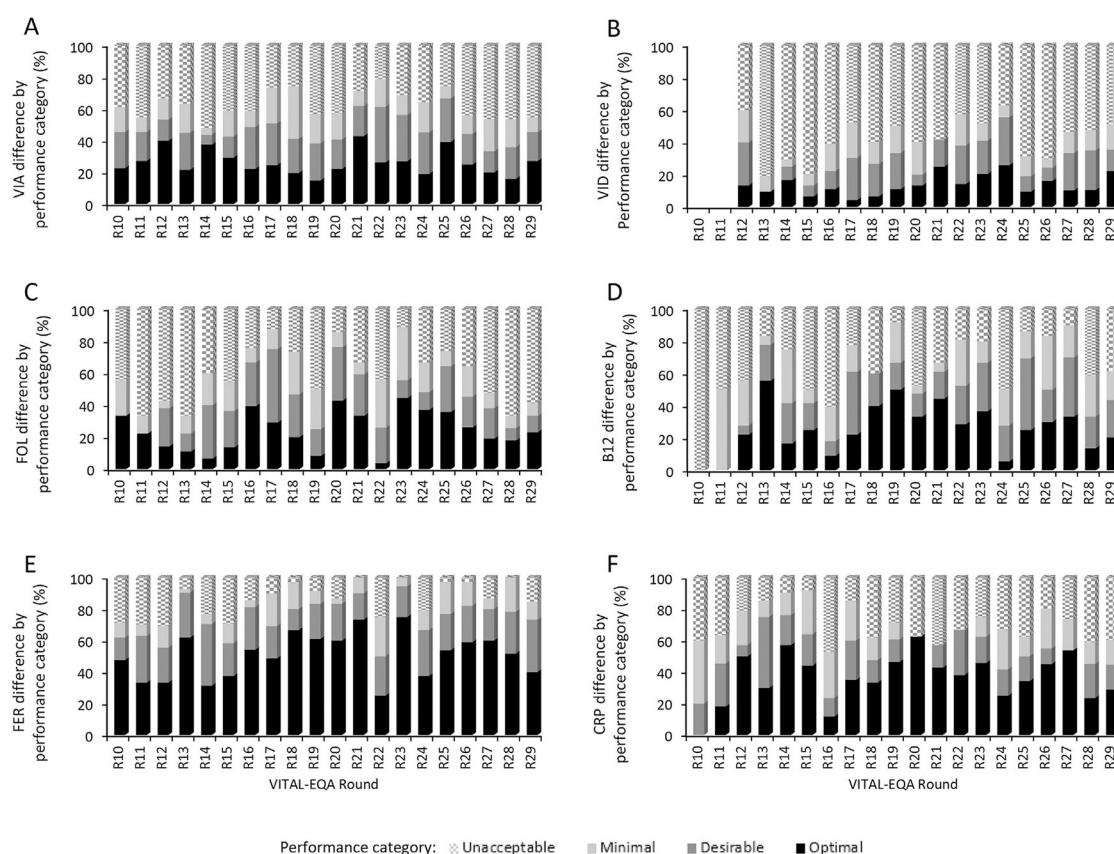 A
VIA difference by
performance category (%)
100
80
60
40
20
0
R10 R11 R12 R13 R14 R15 R16 R17 R18 R19 R20 R21 R22 R23 R24 R25 R26 R27 R28 R29
B
VID difference by
Performance category (%)
100
80
60
40
20
0
R10 R11 R12 R13 R14 R15 R16 R17 R18 R19 R20 R21 R22 R23 R24 R25 R26 R27 R28 R29
C
FOL difference by
performance category (%)
100
80
60
40
20
0
R10 R11 R12 R13 R14 R15 R16 R17 R18 R19 R20 R21 R22 R23 R24 R25 R26 R27 R28 R29
D
B12 difference by
performance category (%)
100
80
60
40
20
0
R10 R11 R12 R13 R14 R15 R16 R17 R18 R19 R20 R21 R22 R23 R24 R25 R26 R27 R28 R29
E
FER difference by
performance category (%)
100
80
60
40
20
0
R10 R11 R12 R13 R14 R15 R16 R17 R18 R19 R20 R21 R22 R23 R24 R25 R26 R27 R28 R29
VITAL-EQA Round
F
CRP difference by
performance category (%)
100
80
60
40
20
0
R10 R11 R12 R13 R14 R15 R16 R17 R18 R19 R20 R21 R22 R23 R24 R25 R26 R27 R28 R29
VITAL-EQA Round
Performance category: Unacceptable Minimal Desirable Optimal